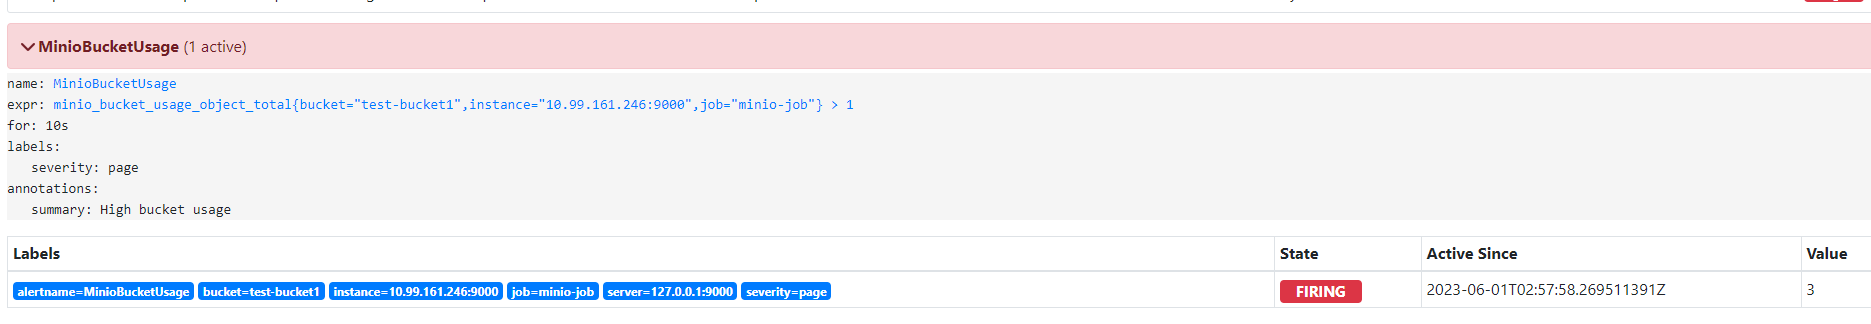 MinioBucketUsage (1 active)
name: MinioBucketUsage
expr: minio_bucket_usage_object_total{bucket="test-bucket1",instance="10.99.161.246:9000",job="minio-job"} > 1
for: 10s
labels:
severity: page
annotations:
summary: High bucket usage
Labels State Active Since Value
alertname=MinioBucketUsage bucket=test-bucket1 instance=10.99.161.246:9000 job=minio-job server=127.0.0.1:9000 severity=page FIRING 2023-06-01T02:57:58.269511391Z 3